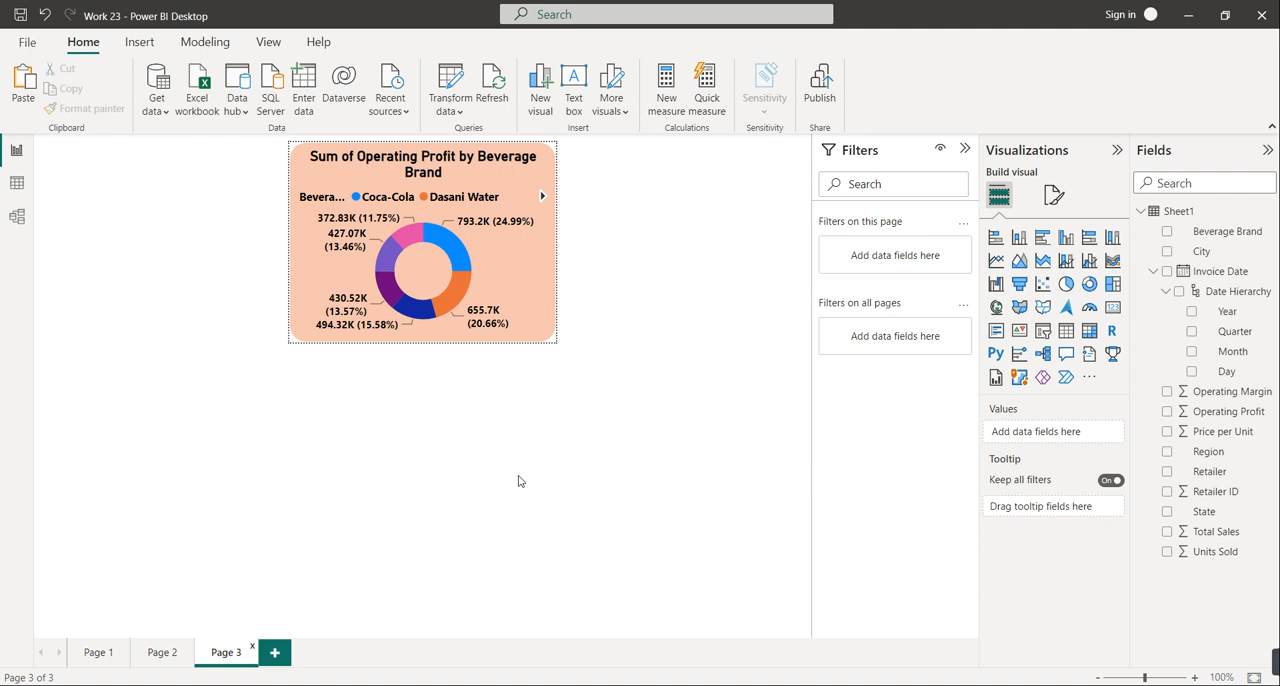 Work 23 - Power BI Desktop
Search
Sign in
File Home Insert Modeling View Help
Paste
Cut
Copy
Format painter
Clipboard
Get data
Excel workbook
Data hub
SQL Server
Enter data
Dataverse
Recent sources
Data
Transform data
Refresh
Queries
New visual
Text box
More visuals
Insert
New measure
Quick measure
Calculations
Sensitivity
Sensitivity
Publish
Share
Sum of Operating Profit by Beverage
Brand
Bevera... Coca-Cola Dasani Water
372.83K (11.75%)
793.2K (24.99%)
427.07K
(13.46%)
430.52K
(13.57%)
494.32K (15.58%)
655.7K
(20.66%)
Filters
Search
Filters on this page ...
Add data fields here
Filters on all pages ...
Add data fields here
Visualizations
Build visual
123
R
Py
...
Values
Add data fields here
Tooltip
Keep all filters On
Drag tooltip fields here
Fields
Search
Sheet1
Beverage Brand
City
Invoice Date
Date Hierarchy
Year
Quarter
Month
Day
Σ Operating Margin
Σ Operating Profit
Σ Price per Unit
Region
Retailer
Σ Retailer ID
State
Σ Total Sales
Σ Units Sold
Page 1 Page 2 Page 3 x +
Page 3 of 3
- + 100%